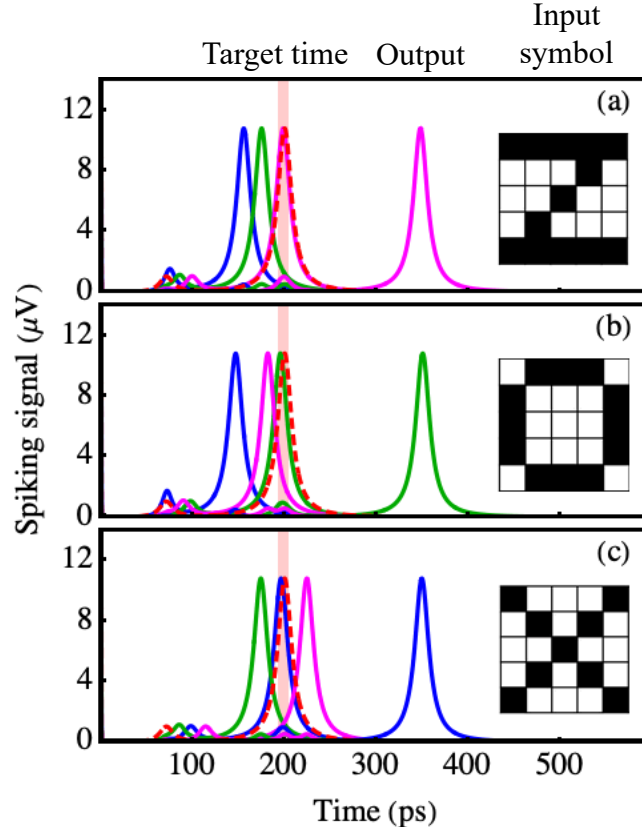 Target time
Output
Input
symbol
12
8
4
0
(a)
12
8
4
0
(b)
12
8
4
0
(c)
Spiking signal (μV)
100
200
300
400
500
Time (ps)